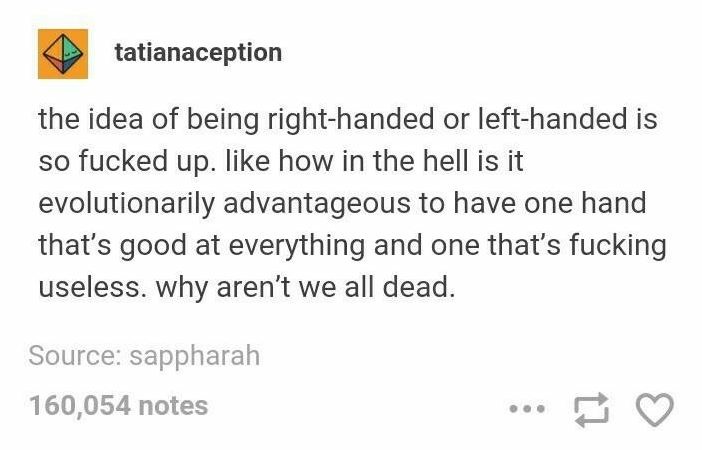 tatianaception
the idea of being right-handed or left-handed is
so fucked up. like how in the hell is it
evolutionarily advantageous to have one hand
that’s good at everything and one that’s fucking
useless. why aren’t we all dead.
Source: sappharah
160,054 notes